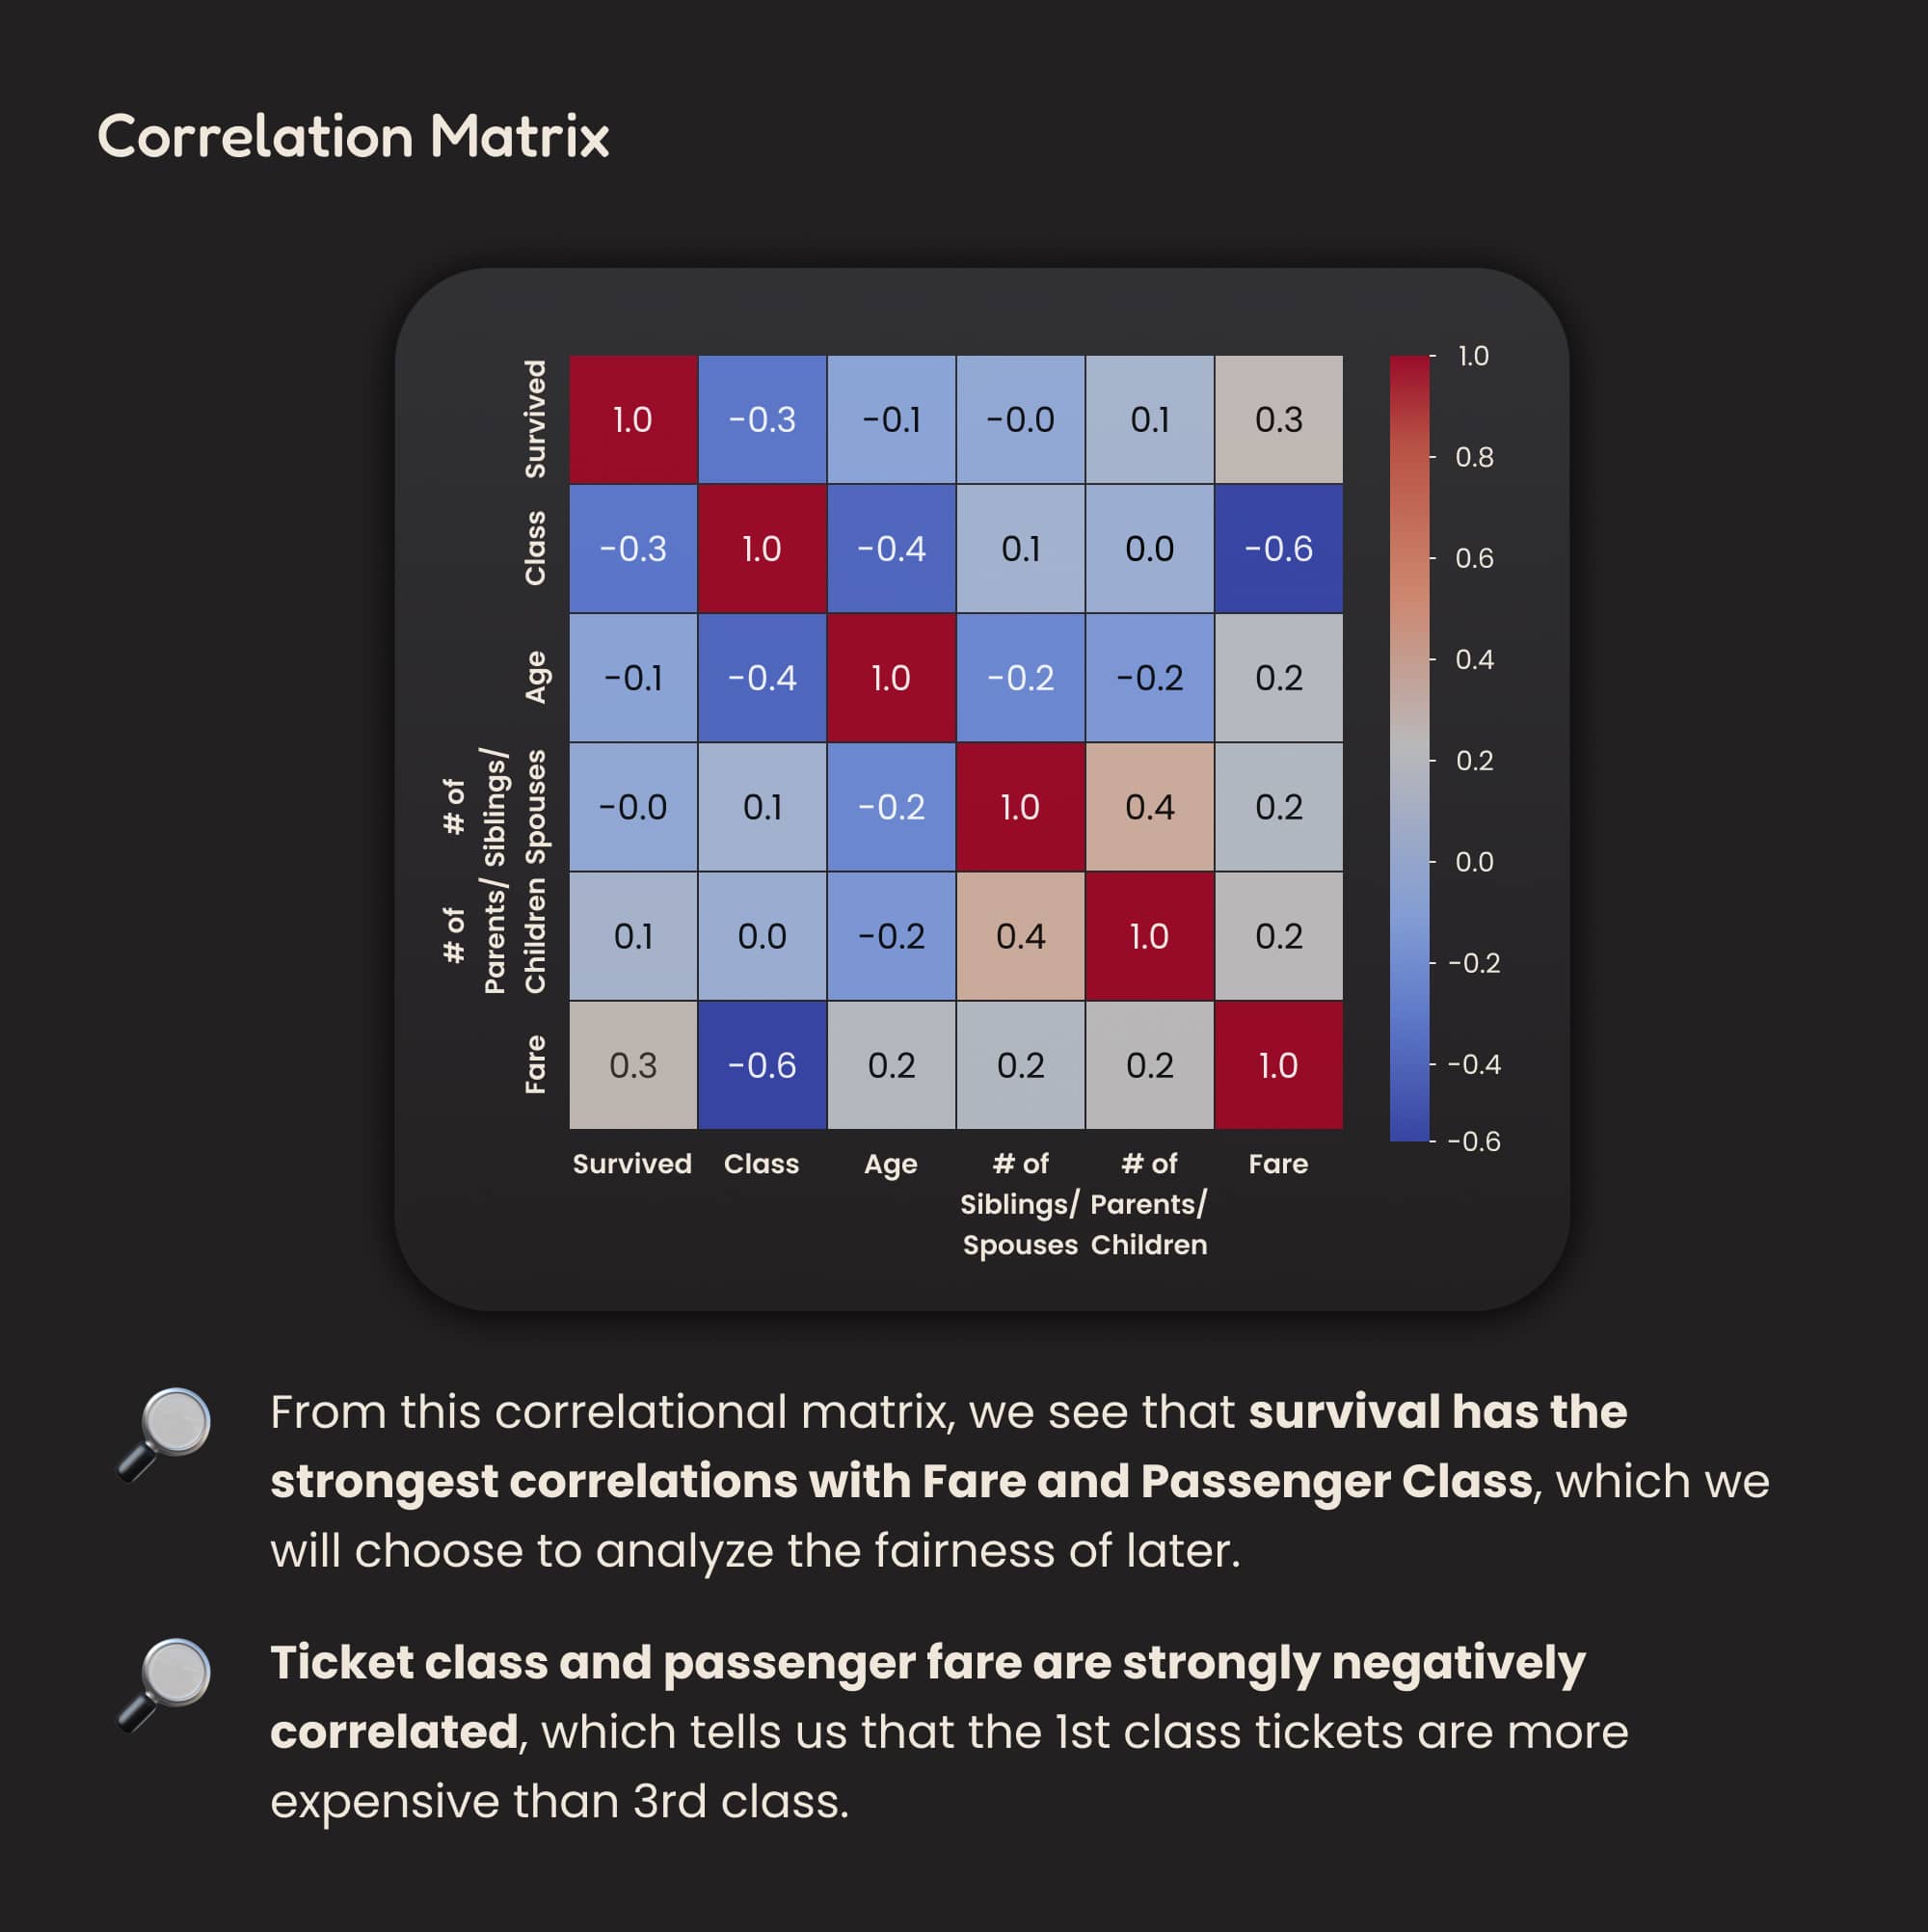 Correlation Matrix
Survived 1.0 -0.3 -0.1 -0.0 0.1 0.3
Class -0.3 1.0 -0.4 0.1 0.0 -0.6
Age -0.1 -0.4 1.0 -0.2 -0.2 0.2
# of Siblings/ Spouses -0.0 0.1 -0.2 1.0 0.4 0.2
# of Parents/ Children 0.1 0.0 -0.2 0.4 1.0 0.2
Fare 0.3 -0.6 0.2 0.2 0.2 1.0
Survived Class Age # of # of Fare
Siblings/ Parents/
Spouses Children
1.0
0.8
0.6
0.4
0.2
0.0
-0.2
-0.4
-0.6
From this correlational matrix, we see that survival has the
strongest correlations with Fare and Passenger Class, which we
will choose to analyze the fairness of later.
Ticket class and passenger fare are strongly negatively
correlated, which tells us that the 1st class tickets are more
expensive than 3rd class.